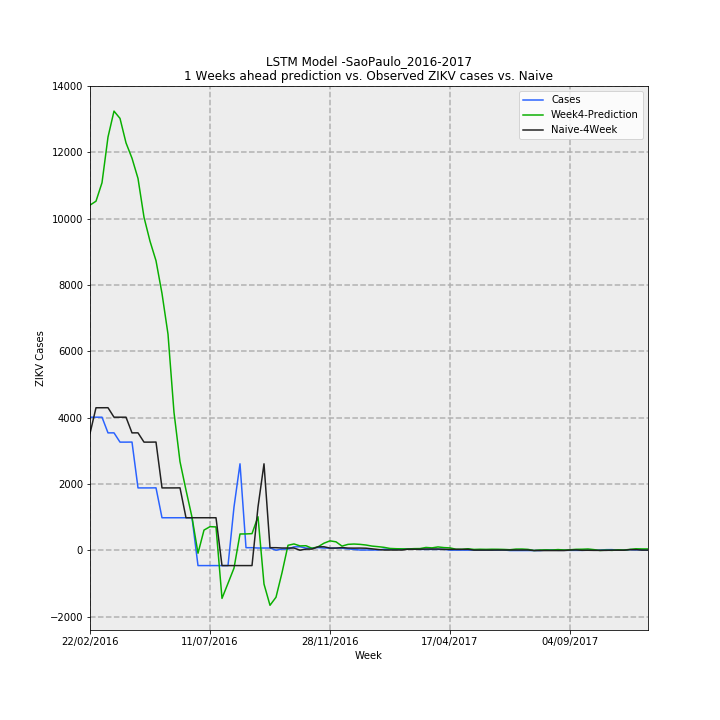 LSTM Model -SaoPaulo_2016-2017
1 Weeks ahead prediction vs. Observed ZIKV cases vs. Naive
Cases
Week4-Prediction
Naive-4Week
14000
12000
10000
8000
6000
4000
2000
0
−2000
ZIKV Cases
22/02/2016
11/07/2016
28/11/2016
17/04/2017
04/09/2017
Week